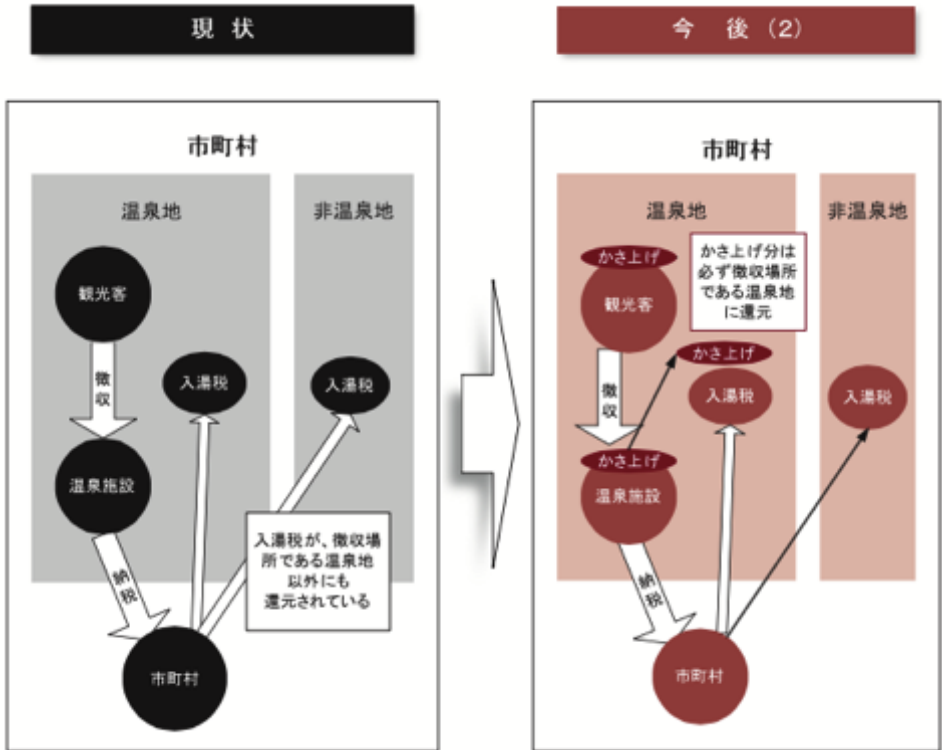 現 状
市町村
温泉地
非温泉地
観光客
徴収
入湯税
入湯税
温泉施設
入湯税が、徴収場
所である温泉地
以外にも
還元されている
納税
市町村
今 後 (2)
市町村
温泉地
非温泉地
かさ上げ
観光客
かさ上げ分は
必ず徴収場所
である温泉地
に還元
徴収
かさ上げ
入湯税
入湯税
かさ上げ
温泉施設
納税
市町村